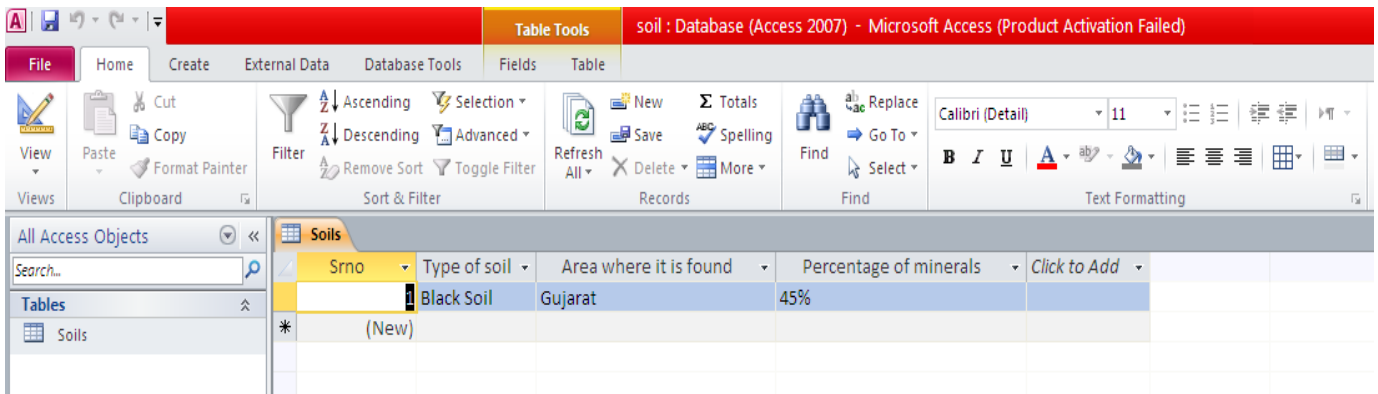 A
Table Tools soil : Database (Access 2007) - Microsoft Access (Product Activation Failed)
File Home Create External Data Database Tools Fields Table
View
Views
Paste
Cut
Copy
Format Painter
Clipboard
Filter
Ascending
Descending
Remove Sort
Selection
Advanced
Toggle Filter
Sort & Filter
Refresh
All
New
Save
Delete
Totals
Spelling
More
Records
Find
Replace
Go To
Select
Find
Calibri (Detail) 11
B I U A
Text Formatting
All Access Objects
Search...
Tables
Soils
Soils
Srno Type of soil Area where it is found Percentage of minerals Click to Add
1 Black Soil Gujarat 45%
* (New)